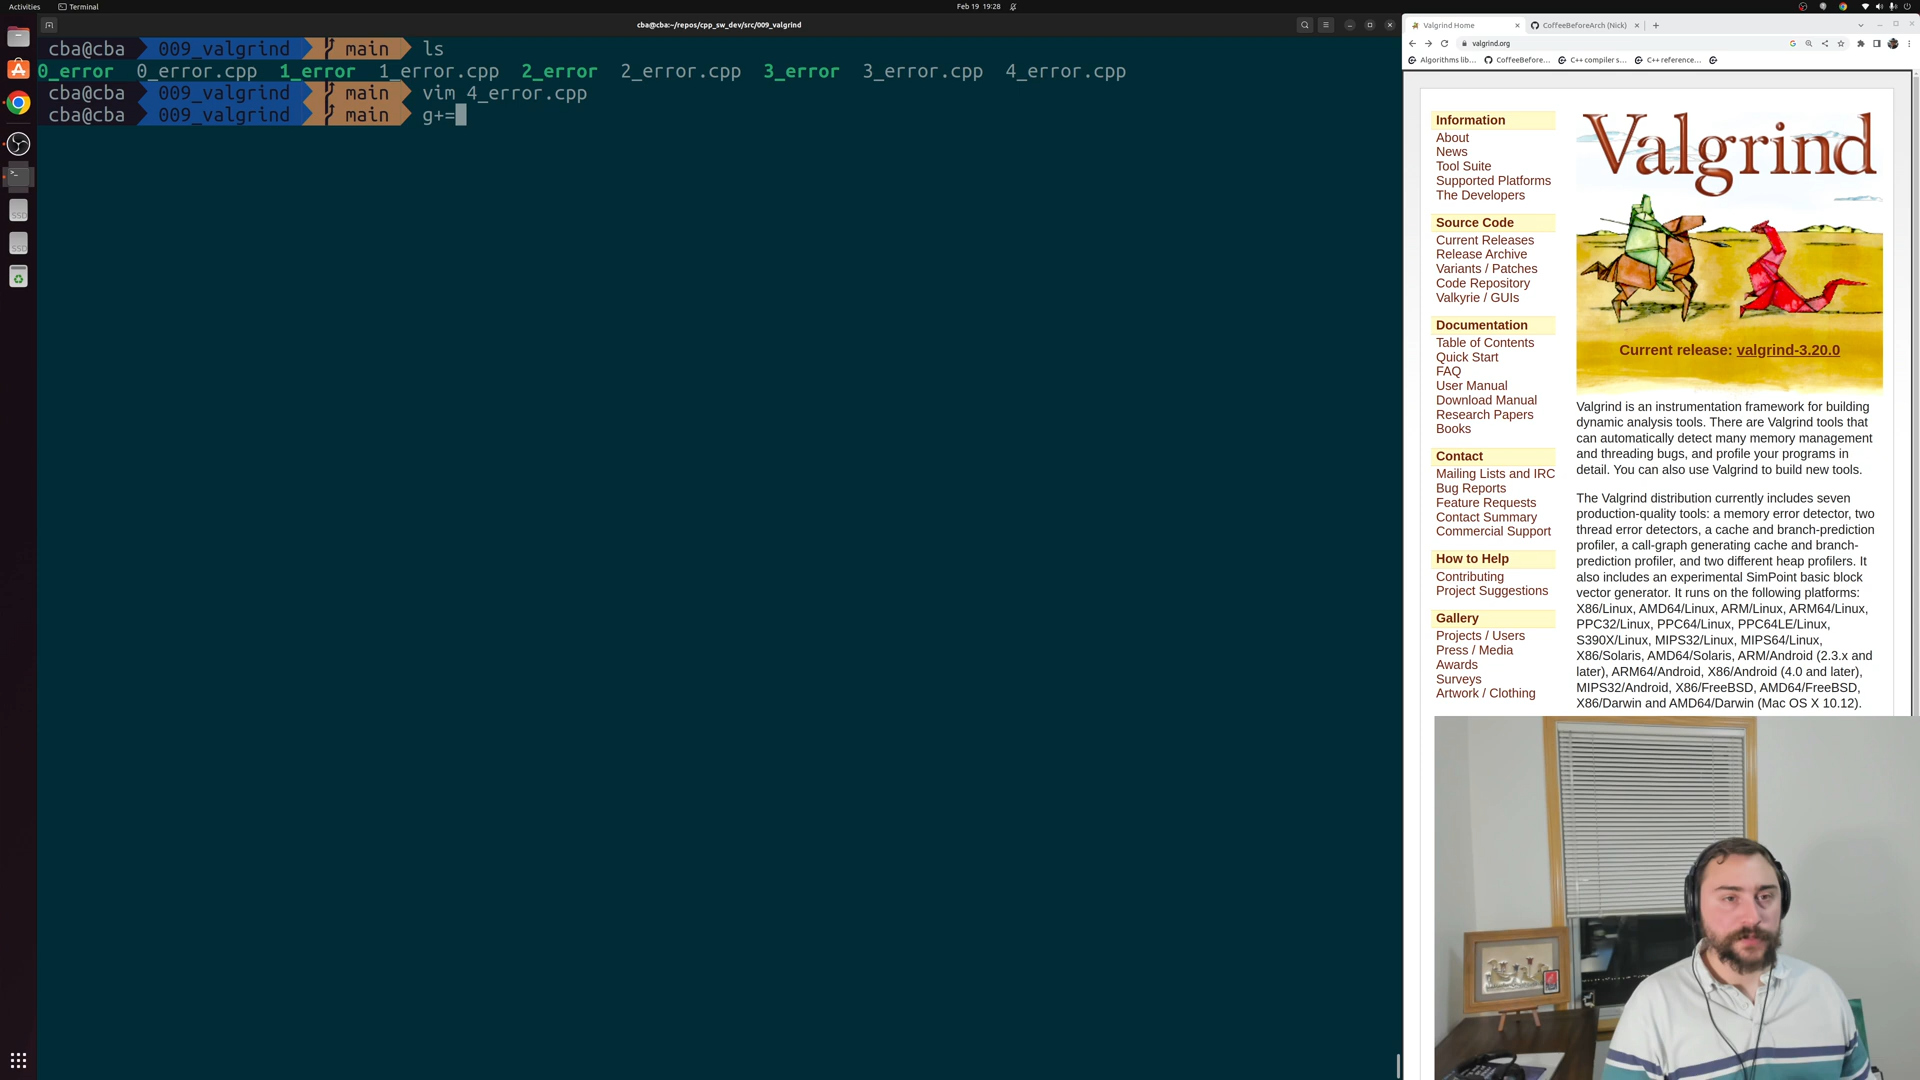 Activities
Terminal
Feb 19 19:28
cba@cba:~/repos/cpp_sw_dev/src/009_valgrind
cba@cba 009_valgrind main ls
0_error 0_error.cpp 1_error 1_error.cpp 2_error 2_error.cpp 3_error 3_error.cpp 4_error.cpp
cba@cba 009_valgrind main vim 4_error.cpp
cba@cba 009_valgrind main g+=
SSD
SSD
Valgrind Home
CoffeeBeforeArch (Nick)
valgrind.org
Algorithms lib...
CoffeeBefore...
C++ compiler s...
C++ reference...
Information
About
News
Tool Suite
Supported Platforms
The Developers
Source Code
Current Releases
Release Archive
Variants / Patches
Code Repository
Valkyrie / GUIs
Documentation
Table of Contents
Quick Start
FAQ
User Manual
Download Manual
Research Papers
Books
Contact
Mailing Lists and IRC
Bug Reports
Feature Requests
Contact Summary
Commercial Support
How to Help
Contributing
Project Suggestions
Gallery
Projects / Users
Press / Media
Awards
Surveys
Artwork / Clothing
Valgrind
Current release: valgrind-3.20.0
Valgrind is an instrumentation framework for building
dynamic analysis tools. There are Valgrind tools that
can automatically detect many memory management
and threading bugs, and profile your programs in
detail. You can also use Valgrind to build new tools.
The Valgrind distribution currently includes seven
production-quality tools: a memory error detector, two
thread error detectors, a cache and branch-prediction
profiler, a call-graph generating cache and branch-
prediction profiler, and two different heap profilers. It
also includes an experimental SimPoint basic block
vector generator. It runs on the following platforms:
X86/Linux, AMD64/Linux, ARM/Linux, ARM64/Linux,
PPC32/Linux, PPC64/Linux, PPC64LE/Linux,
S390X/Linux, MIPS32/Linux, MIPS64/Linux,
X86/Solaris, AMD64/Solaris, ARM/Android (2.3.x and
later), ARM64/Android, X86/Android (4.0 and later),
MIPS32/Android, X86/FreeBSD, AMD64/FreeBSD,
X86/Darwin and AMD64/Darwin (Mac OS X 10.12).